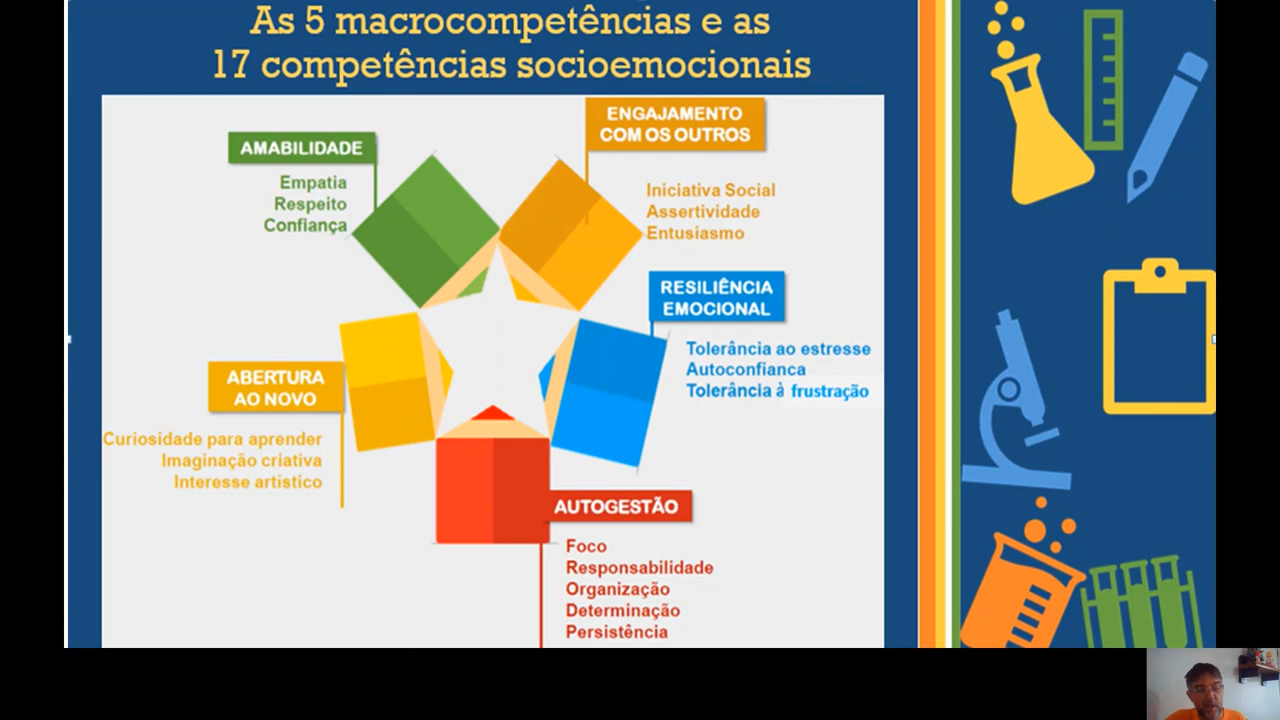 As 5 macrocompetências e as
17 competências socioemocionais
AMABILIDADE
Empatia
Respeito
Confiança
ENGAJAMENTO
COM OS OUTROS
Iniciativa Social
Assertividade
Entusiasmo
RESILIÊNCIA
EMOCIONAL
Tolerância ao estresse
Autoconfianca
Tolerância à frustração
ABERTURA
AO NOVO
Curiosidade para aprender
Imaginação criativa
Interesse artístico
AUTOGESTÃO
Foco
Responsabilidade
Organização
Determinação
Persistência